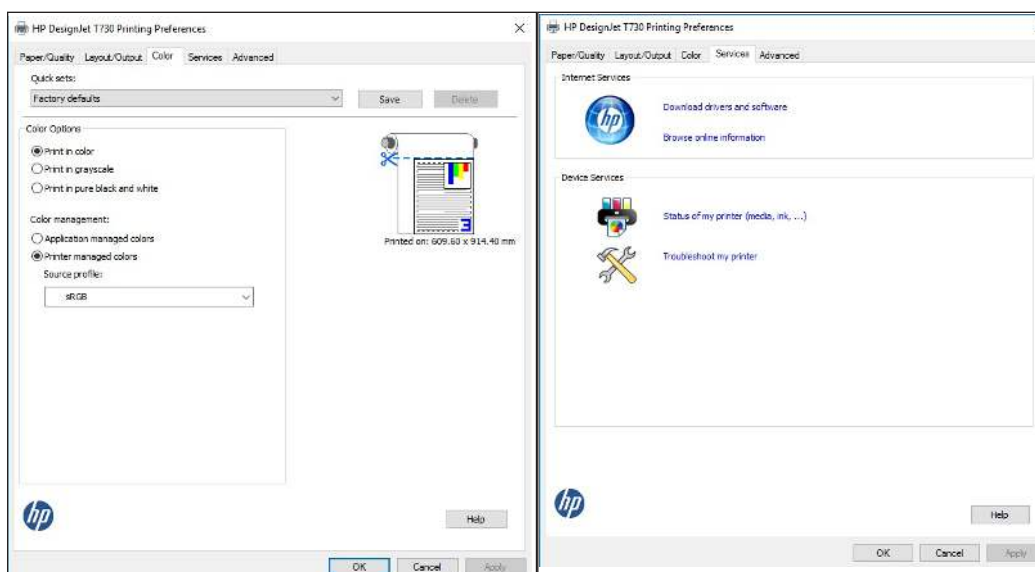 HP DesignJet T730 Printing Preferences
Paper/Quality Layout/Output Color Services Advanced
Quick sets:
Factory defaults
Save
Delete
Color Options
Print in color
Print in grayscale
Print in pure black and white
Color management:
Application managed colors
Printer managed colors
Source profile:
sRGB
3
Printed on: 609.60 x 914.40 mm
hp
Help
OK Cancel Apply
HP DesignJet T730 Printing Preferences
Paper/Quality Layout/Output Color Services Advanced
Internet Services
hp
Download drivers and software
Browse online information
Device Services
Status of my printer (media, ink, ...)
Troubleshoot my printer
hp
Help
OK Cancel Apply